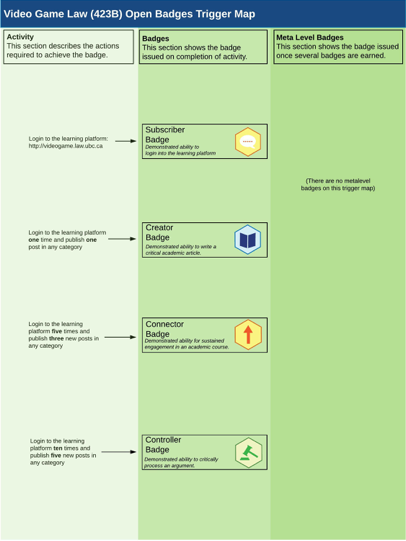 Video Game Law (423B) Open Badges Trigger Map
Activity
This section describes the actions
required to achieve the badge.
Badges
This section shows the badge
issued on completion of activity.
Meta Level Badges
This section shows the badge issued
once several badges are earned.
Login to the learning platform:
http://videogame.law.ubc.ca
Subscriber
Badge
Demonstrated ability to
login into the learning platform
(There are no metalevel
badges on this trigger map)
Login to the learning platform
one time and publish one
post in any category
Creator
Badge
Demonstrated ability to write a
critical academic article.
Login to the learning
platform five times and
publish three new posts in
any category
Connector
Badge
Demonstrated ability for sustained
engagement in an academic course.
Login to the learning
platform ten times and
publish five new posts in
any category
Controller
Badge
Demonstrated ability to critically
process an argument.